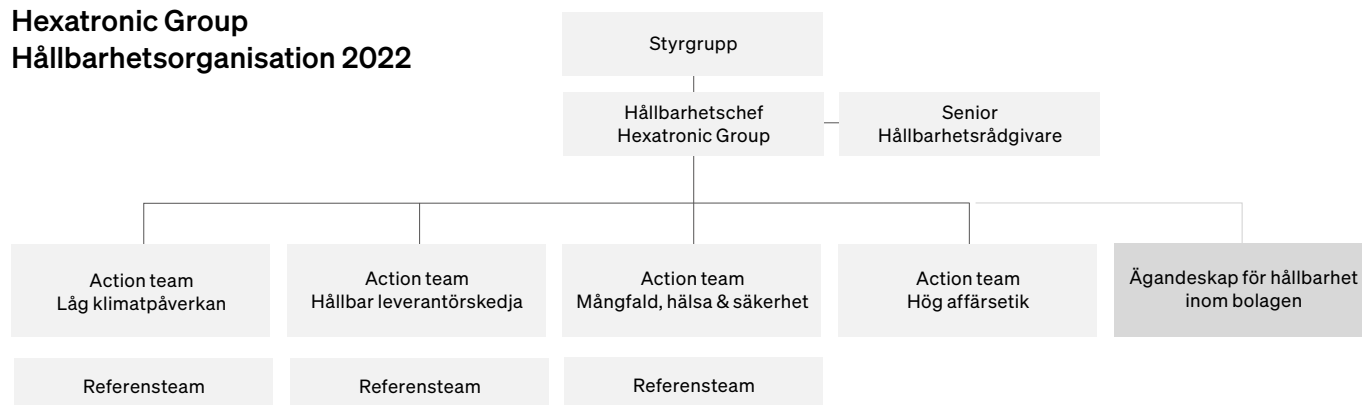 Hexatronic Group
Hållbarhetsorganisation 2022
Styrgrupp
Hållbarhetschef
Hexatronic Group
Senior
Hållbarhetsrådgivare
Action team
Låg klimatpåverkan
Action team
Hållbar leverantörskedja
Action team
Mångfald, hälsa & säkerhet
Action team
Hög affärsetik
Ägandeskap för hållbarhet
inom bolagen
Referensteam
Referensteam
Referensteam